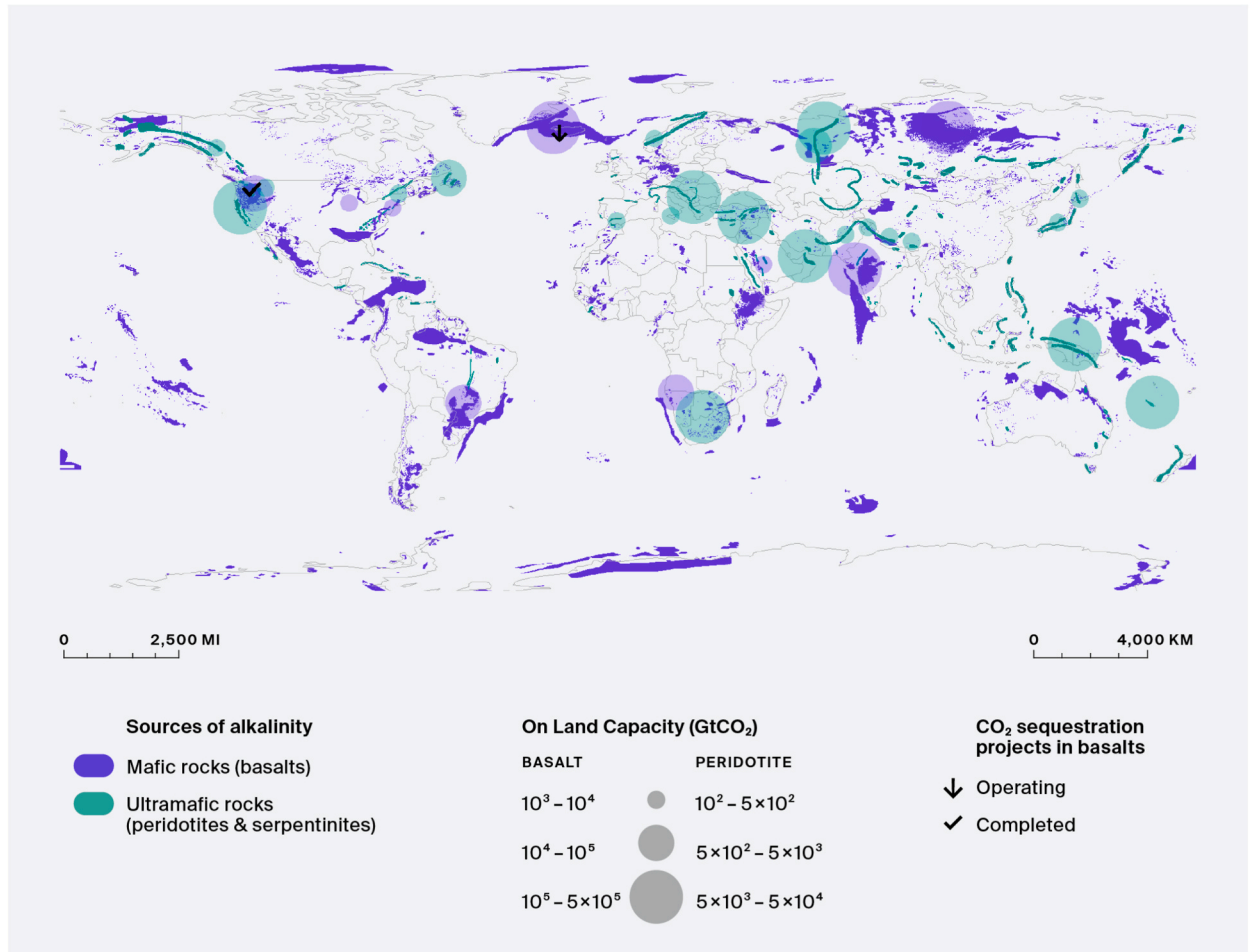 0 2,500 MI
0 4,000 KM
Sources of alkalinity
Mafic rocks (basalts)
Ultramafic rocks
(peridotites & serpentinites)
On Land Capacity (GtCO₂)
BASALT PERIDOTITE
10³ – 10⁴ 10² – 5×10²
10⁴ – 10⁵ 5×10² – 5×10³
10⁵ – 5×10⁵ 5×10³ – 5×10⁴
CO₂ sequestration
projects in basalts
Operating
Completed